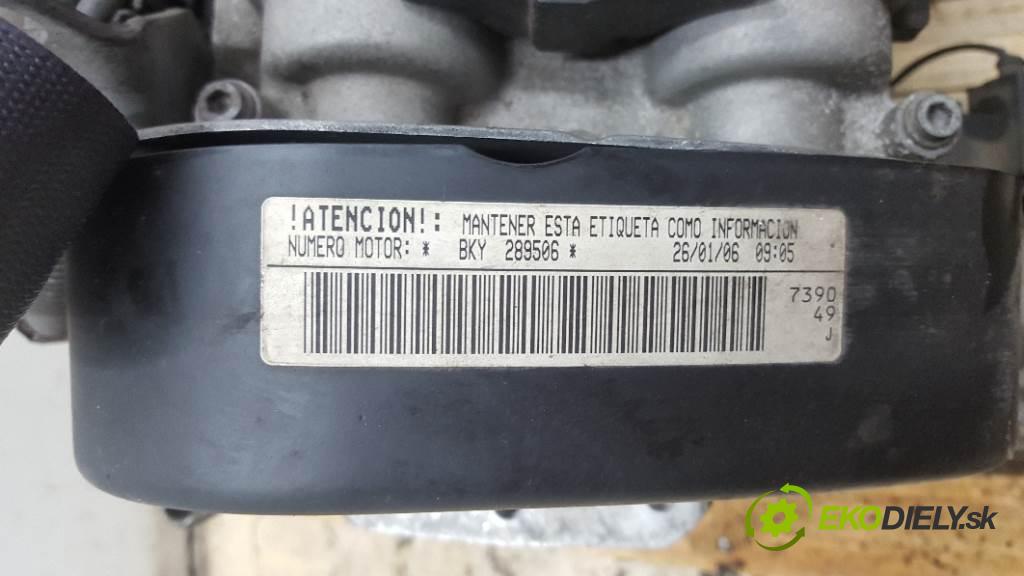 !ATENCION!: MANTENER ESTA ETIQUETA COMO INFORMACION
NUMERO MOTOR: * BKY 289506 * 26/01/06 09:05
7390
49
J
EKODIELY.sk